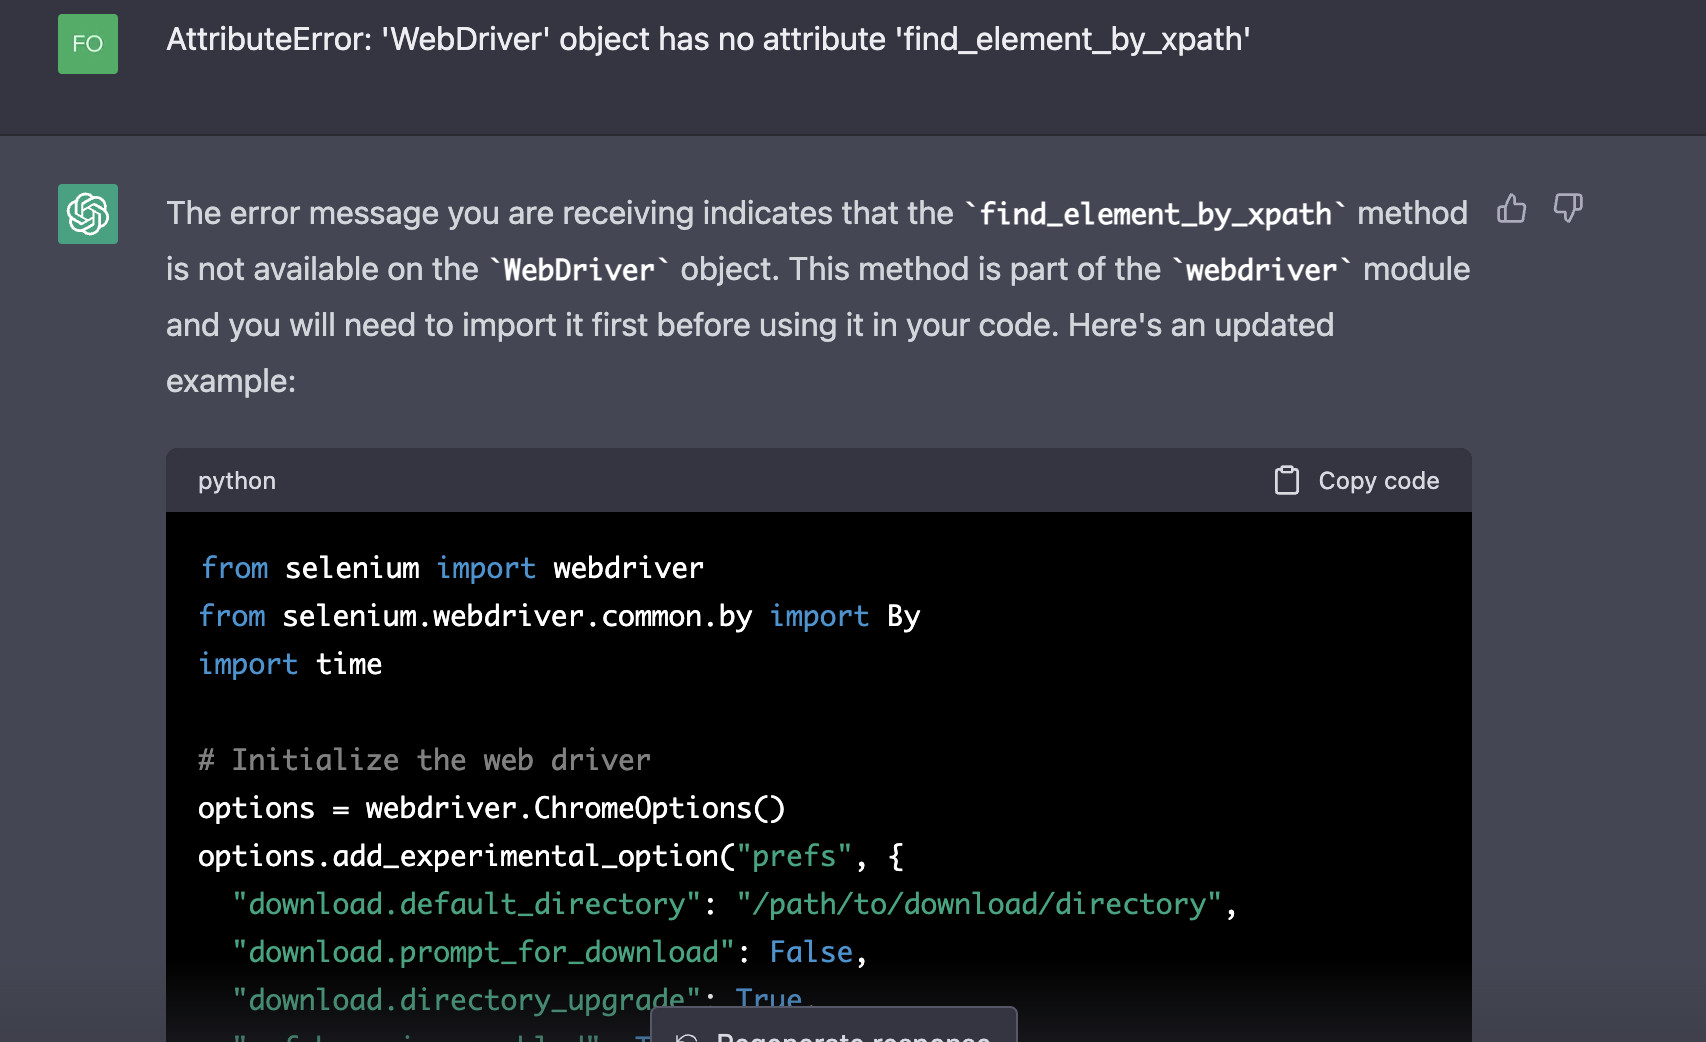 FO
AttributeError: 'WebDriver' object has no attribute 'find_element_by_xpath'
The error message you are receiving indicates that the `find_element_by_xpath` method
is not available on the `WebDriver` object. This method is part of the `webdriver` module
and you will need to import it first before using it in your code. Here's an updated
example:
python
Copy code
from selenium import webdriver
from selenium.webdriver.common.by import By
import time
# Initialize the web driver
options = webdriver.ChromeOptions()
options.add_experimental_option("prefs", {
"download.default_directory": "/path/to/download/directory",
"download.prompt_for_download": False,
"download.directory_upgrade": True,
Regenerate response